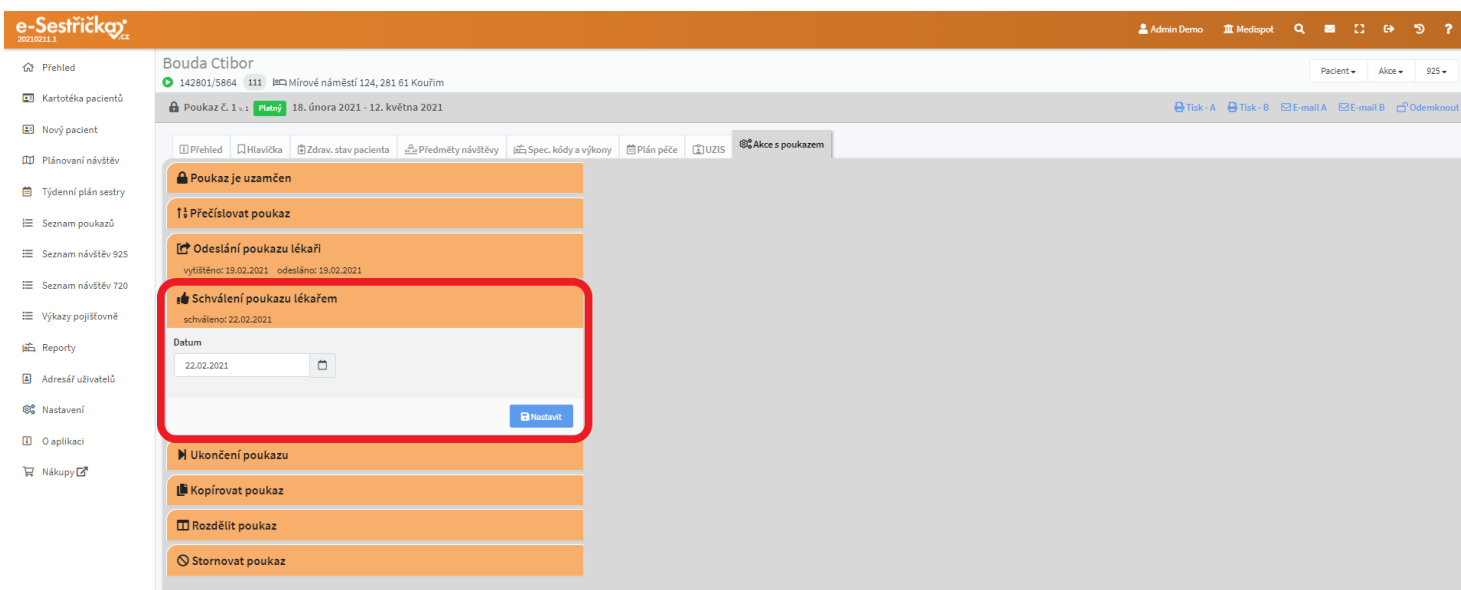 e-Sestřička.cz
20210211.1
Admin Demo Medispot ?
Přehled
Kartotéka pacientů
Nový pacient
Plánovaní návštěv
Týdenní plán sestry
Seznam poukazů
Seznam návštěv 925
Seznam návštěv 720
Výkazy pojišťovně
Reporty
Adresář uživatelů
Nastavení
O aplikaci
Nákupy
Bouda Ctibor
142801/5864 111 Mírové náměstí 124, 281 61 Kouřim
Pacient Akce 925
Poukaz č. 1 v. 1 Platný 18. února 2021 - 12. května 2021
Tisk - A Tisk - B E-mail A E-mail B Odemknout
Přehled Hlavička Zdrav. stav pacienta Předměty návštěvy Spec. kódy a výkony Plán péče UZIS Akce s poukazem
Poukaz je uzamčen
Přečíslovat poukaz
Odeslání poukazu lékaři
vytištěno: 19.02.2021 odesláno: 19.02.2021
Schválení poukazu lékařem
schváleno: 22.02.2021
Datum
22.02.2021
Nastavit
Ukončení poukazu
Kopírovat poukaz
Rozdělit poukaz
Stornovat poukaz